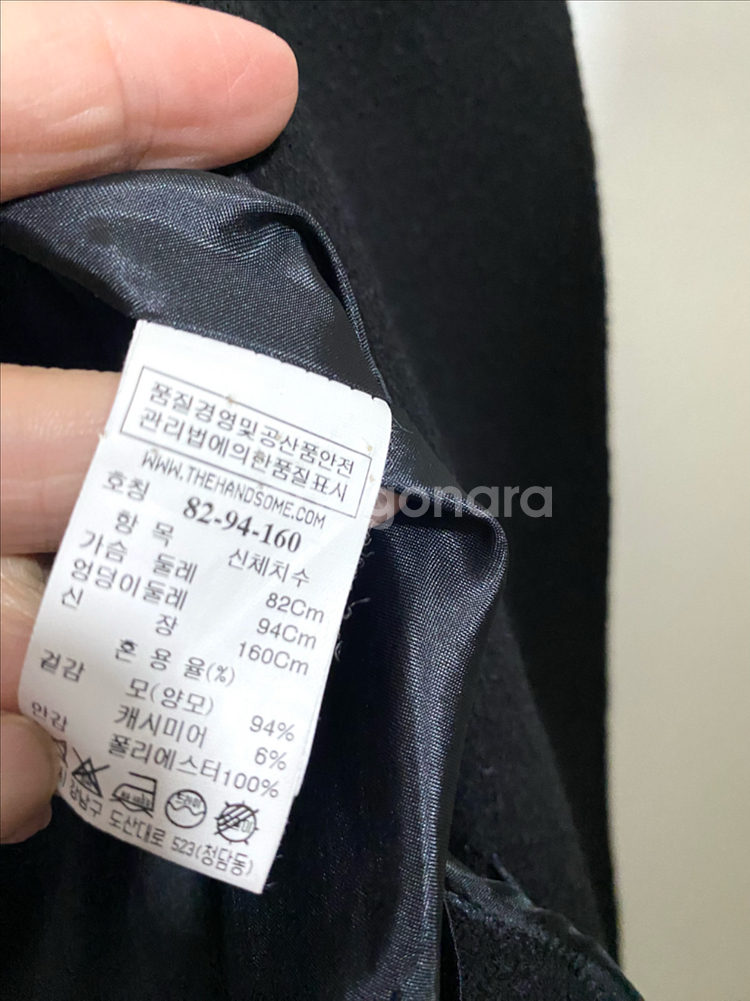 품질경영및공산품안전
관리법에의한품질표시
WWW.THEHANDSOME.COM
호칭 82-94-160
항 목 신체치수
가슴 둘레 82Cm
엉덩이둘레 94Cm
신 장 160Cm
혼 용 율(%)
겉감 모(양모) 94%
캐시미어 6%
안감 폴리에스터100%
강남구 도산대로 523(청담동)
gonara